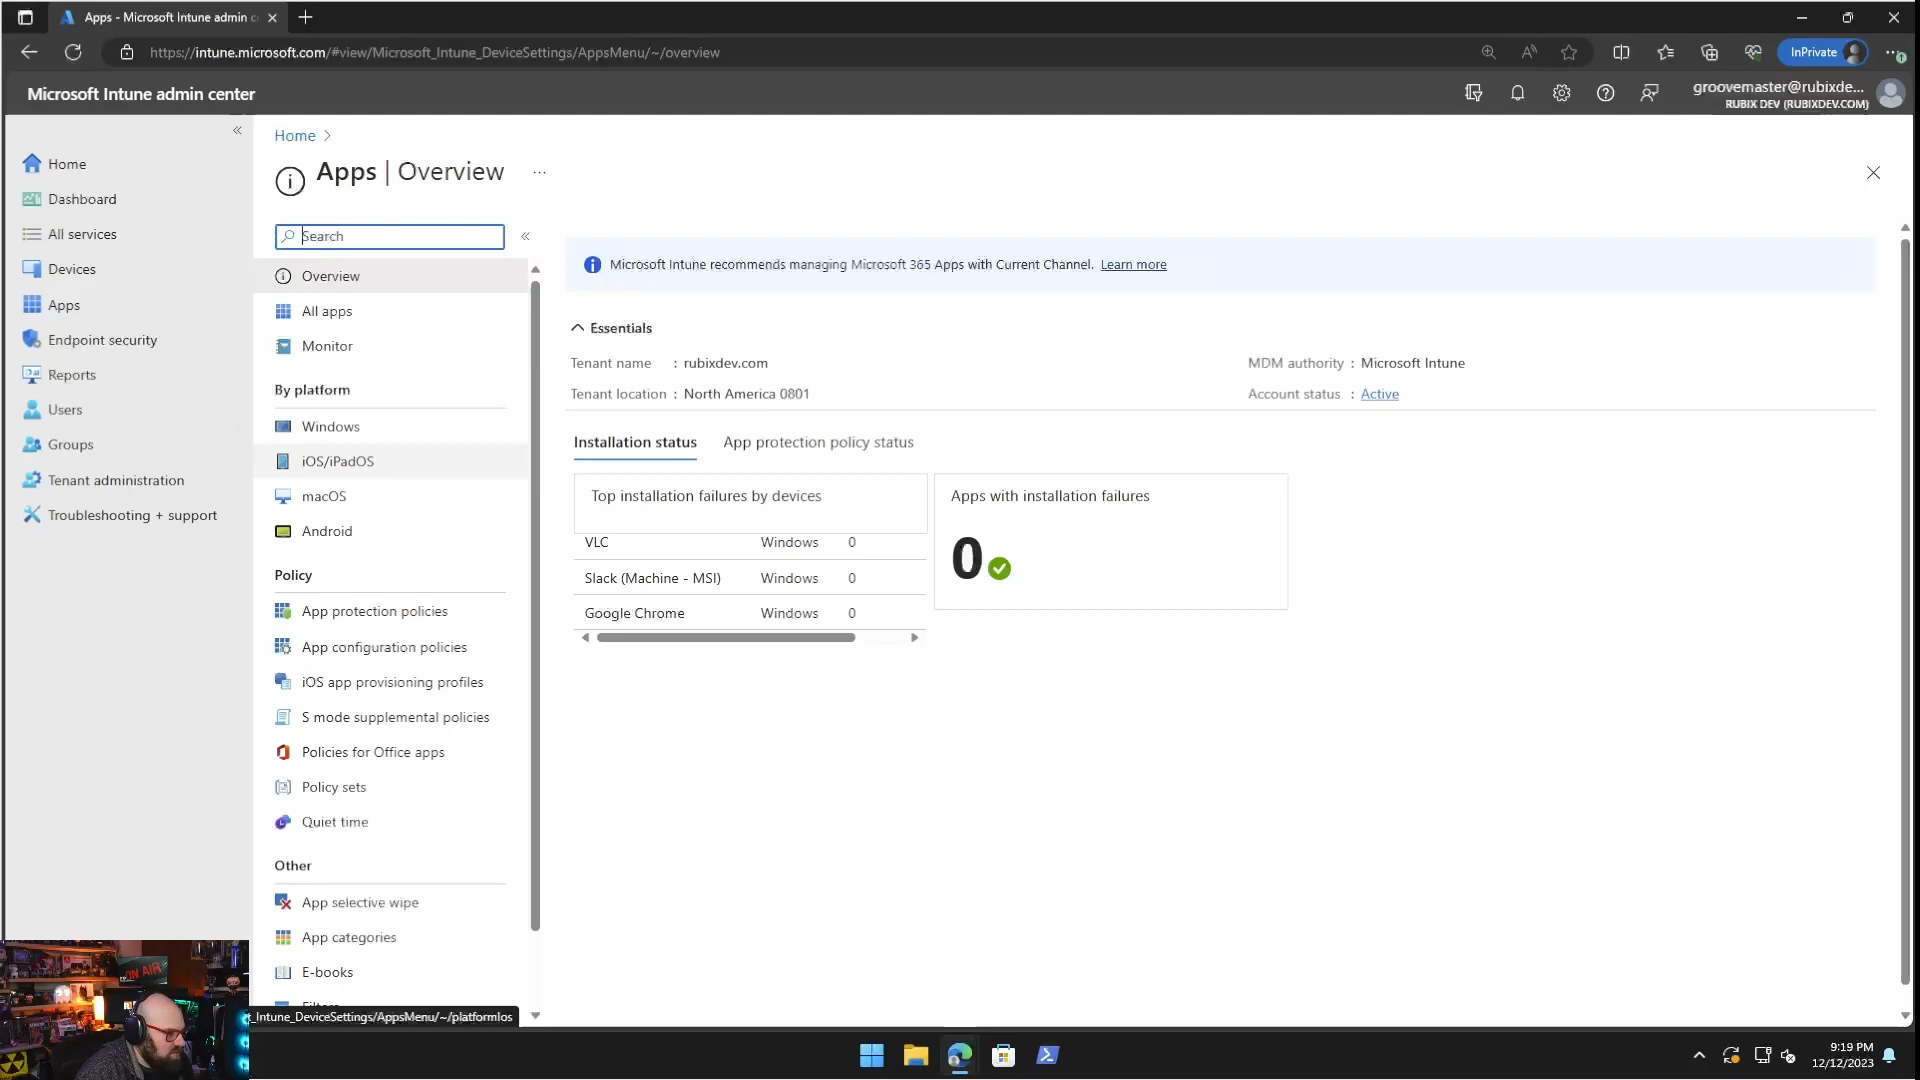 Apps - Microsoft Intune admin c
https://intune.microsoft.com/#view/Microsoft_Intune_DeviceSettings/AppsMenu/~/overview
InPrivate
Microsoft Intune admin center
groovemaster@rubixde...
RUBIX DEV (RUBIXDEV.COM)
Home
Dashboard
All services
Devices
Apps
Endpoint security
Reports
Users
Groups
Tenant administration
Troubleshooting + support
Home >
Apps | Overview ...
Search
Overview
All apps
Monitor
By platform
Windows
iOS/iPadOS
macOS
Android
Policy
App protection policies
App configuration policies
iOS app provisioning profiles
S mode supplemental policies
Policies for Office apps
Policy sets
Quiet time
Other
App selective wipe
App categories
E-books
Filters
_Intune_DeviceSettings/AppsMenu/~/platformIos
Microsoft Intune recommends managing Microsoft 365 Apps with Current Channel. Learn more
Essentials
Tenant name : rubixdev.com
Tenant location : North America 0801
MDM authority : Microsoft Intune
Account status : Active
Installation status App protection policy status
Top installation failures by devices
VLC Windows 0
Slack (Machine - MSI) Windows 0
Google Chrome Windows 0
Apps with installation failures
0
ON AIR
9:19 PM
12/12/2023